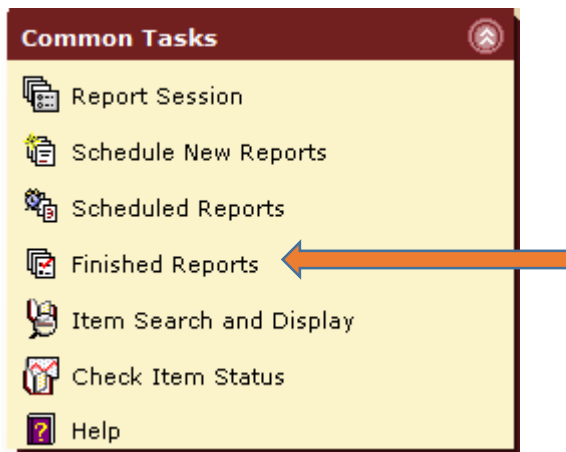 Common Tasks
Report Session
Schedule New Reports
Scheduled Reports
Finished Reports
Item Search and Display
Check Item Status
Help